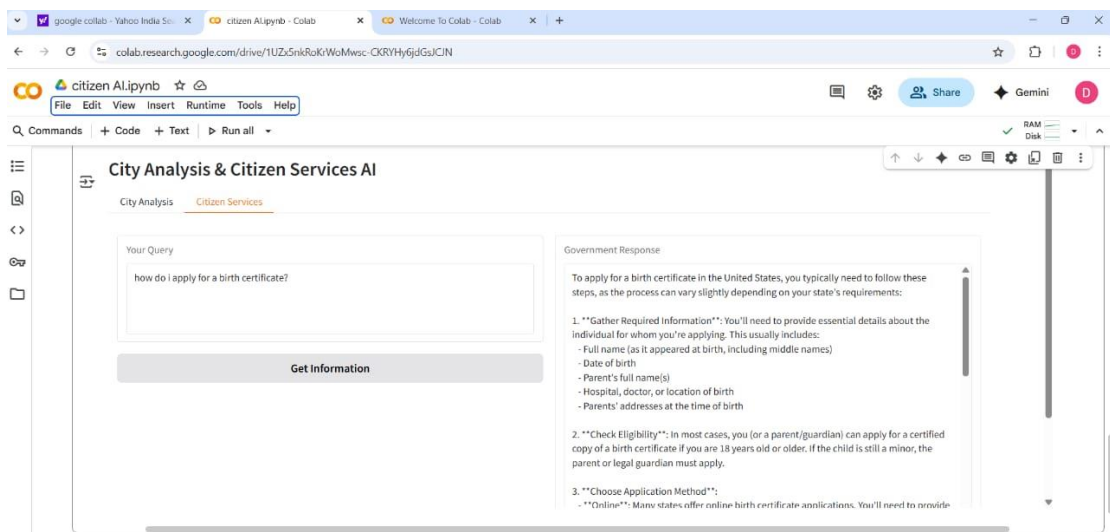 google collab - Yahoo India Se
citizen AI.ipynb - Colab
Welcome To Colab - Colab
colab.research.google.com/drive/1UZx5nkRoKrWoMwsc-CKRYHy6jdGsJCJN
citizen AI.ipynb
File Edit View Insert Runtime Tools Help
Share
Gemini
D
Commands + Code + Text Run all
RAM
Disk
City Analysis & Citizen Services AI
City Analysis Citizen Services
Your Query
how do i apply for a birth certificate?
Get Information
Government Response
To apply for a birth certificate in the United States, you typically need to follow these
steps, as the process can vary slightly depending on your state's requirements:
1. **Gather Required Information**: You'll need to provide essential details about the
individual for whom you're applying. This usually includes:
- Full name (as it appeared at birth, including middle names)
- Date of birth
- Parent's full name(s)
- Hospital, doctor, or location of birth
- Parents' addresses at the time of birth
2. **Check Eligibility**: In most cases, you (or a parent/guardian) can apply for a certified
copy of a birth certificate if you are 18 years old or older. If the child is still a minor, the
parent or legal guardian must apply.
3. **Choose Application Method**:
- **Online**: Many states offer online birth certificate applications. You'll need to provide